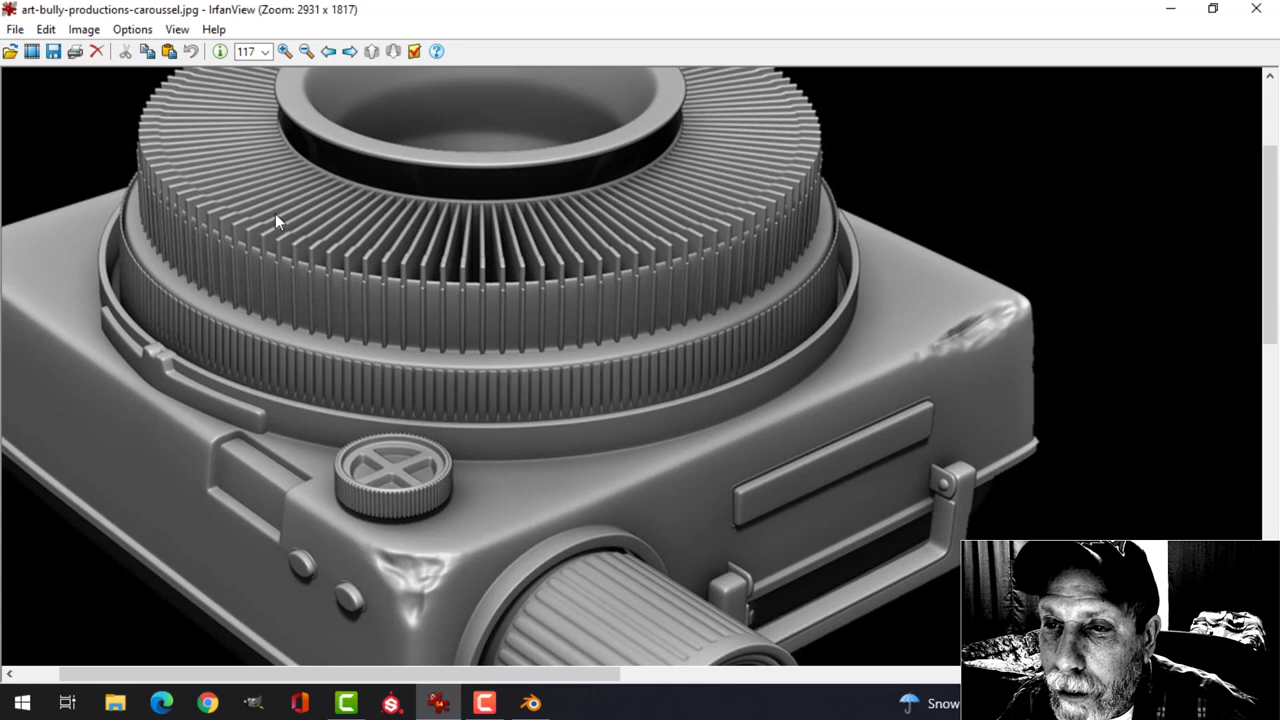 art-bully-productions-caroussel.jpg - IrfanView (Zoom: 2931 x 1817)
File Edit Image Options View Help
117
Snow